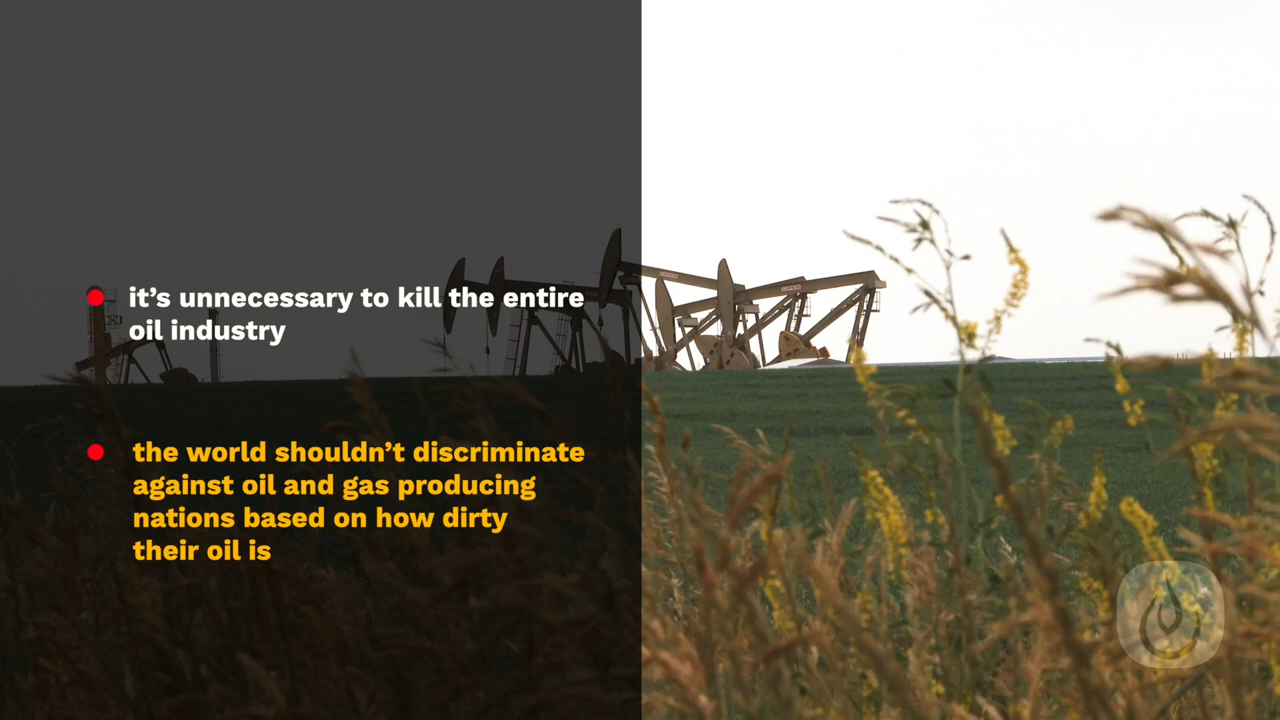 it's unnecessary to kill the entire
oil industry
the world shouldn't discriminate
against oil and gas producing
nations based on how dirty
their oil is